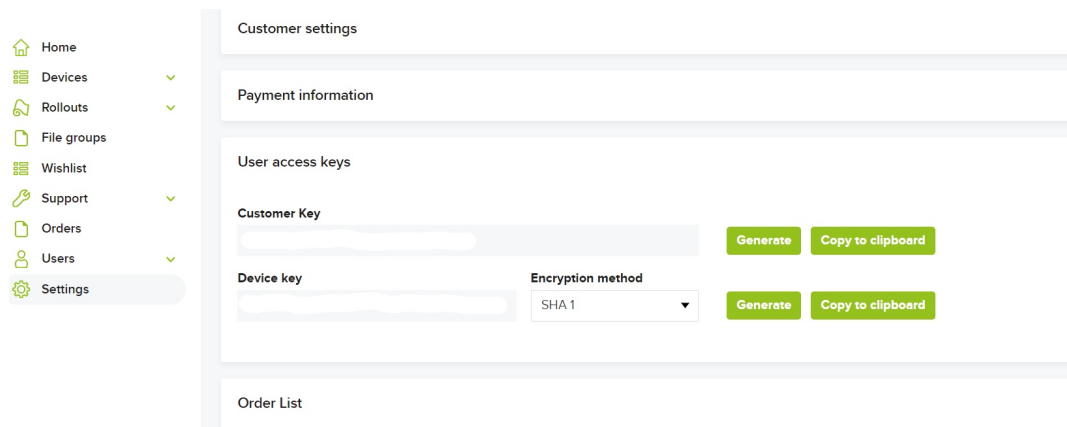 Home
Devices
Rollouts
File groups
Wishlist
Support
Orders
Users
Settings
Customer settings
Payment information
User access keys
Customer Key
Generate Copy to clipboard
Device key Encryption method
SHA 1 Generate Copy to clipboard
Order List